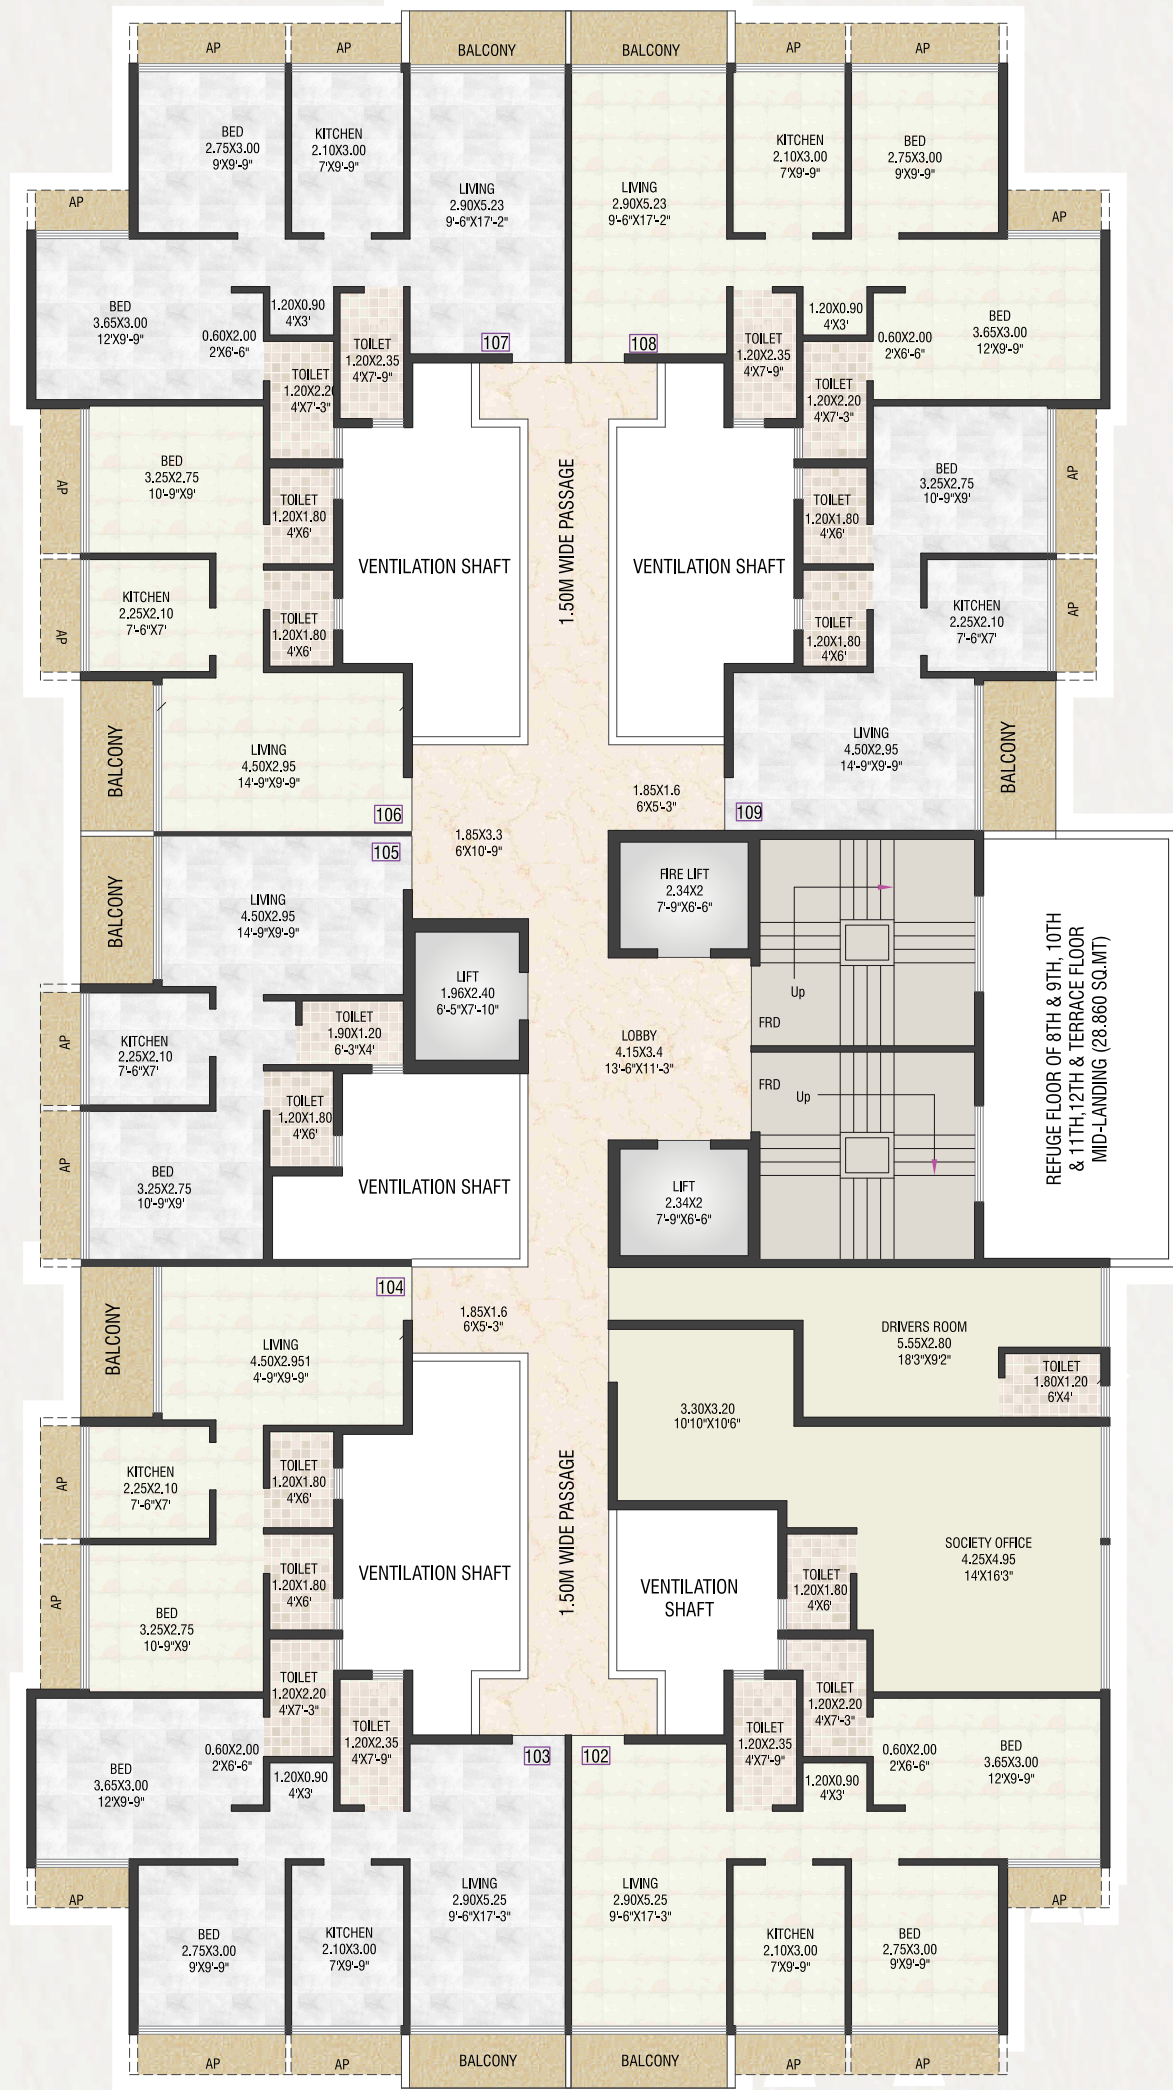 AP
AP
BALCONY
BALCONY
AP
AP
BED
2.75X3.00
9'X9'-9"
KITCHEN
2.10X3.00
7'X9'-9"
LIVING
2.90X5.23
9'-6"X17'-2"
LIVING
2.90X5.23
9'-6"X17'-2"
KITCHEN
2.10X3.00
7'X9'-9"
BED
2.75X3.00
9'X9'-9"
AP
AP
BED
3.65X3.00
12'X9'-9"
0.60X2.00
2'X6'-6"
1.20X0.90
4'X3'
TOILET
1.20X2.35
4'X7'-9"
107
108
TOILET
1.20X2.35
4'X7'-9"
1.20X0.90
4'X3'
0.60X2.00
2'X6'-6"
BED
3.65X3.00
12'X9'-9"
TOILET
1.20X2.20
4'X7'-3"
TOILET
1.20X2.20
4'X7'-3"
AP
BED
3.25X2.75
10'-9"X9'
TOILET
1.20X1.80
4'X6'
VENTILATION SHAFT
1.50M WIDE PASSAGE
VENTILATION SHAFT
TOILET
1.20X1.80
4'X6'
BED
3.25X2.75
10'-9"X9'
AP
AP
KITCHEN
2.25X2.10
7'-6"X7'
TOILET
1.20X1.80
4'X6'
TOILET
1.20X1.80
4'X6'
KITCHEN
2.25X2.10
7'-6"X7'
AP
BALCONY
LIVING
4.50X2.95
14'-9"X9'-9"
106
1.85X1.6
6'X5'-3"
109
LIVING
4.50X2.95
14'-9"X9'-9"
BALCONY
1.85X3.3
6'X10'-9"
105
BALCONY
LIVING
4.50X2.95
14'-9"X9'-9"
FIRE LIFT
2.34X2
7'-9"X6'-6"
LIFT
1.96X2.40
6'-5"X7'-10"
Up
FRD
LOBBY
4.15X3.4
13'-6"X11'-3"
FRD
Up
REFUGE FLOOR OF 8TH & 9TH, 10TH
& 11TH,12TH & TERRACE FLOOR
MID-LANDING (28.860 SQ.MT)
AP
KITCHEN
2.25X2.10
7'-6"X7'
TOILET
1.90X1.20
6'-3"X4'
TOILET
1.20X1.80
4'X6'
AP
BED
3.25X2.75
10'-9"X9'
VENTILATION SHAFT
LIFT
2.34X2
7'-9"X6'-6"
104
BALCONY
LIVING
4.50X2.951
4'-9"X9'-9"
1.85X1.6
6'X5'-3"
DRIVERS ROOM
5.55X2.80
18'3"X9'2"
TOILET
1.80X1.20
6'X4'
3.30X3.20
10'10"X10'6"
AP
KITCHEN
2.25X2.10
7'-6"X7'
TOILET
1.20X1.80
4'X6'
1.50M WIDE PASSAGE
SOCIETY OFFICE
4.25X4.95
14'X16'3"
AP
BED
3.25X2.75
10'-9"X9'
TOILET
1.20X1.80
4'X6'
VENTILATION SHAFT
VENTILATION
SHAFT
TOILET
1.20X1.80
4'X6'
TOILET
1.20X2.20
4'X7'-3"
TOILET
1.20X2.20
4'X7'-3"
BED
3.65X3.00
12'X9'-9"
0.60X2.00
2'X6'-6"
1.20X0.90
4'X3'
TOILET
1.20X2.35
4'X7'-9"
103
102
TOILET
1.20X2.35
4'X7'-9"
1.20X0.90
4'X3'
0.60X2.00
2'X6-6"
BED
3.65X3.00
12'X9'-9"
AP
AP
BED
2.75X3.00
9'X9'-9"
KITCHEN
2.10X3.00
7'X9'-9"
LIVING
2.90X5.25
9'-6"X17'-3"
LIVING
2.90X5.25
9'-6"X17'-3"
KITCHEN
2.10X3.00
7'X9'-9"
BED
2.75X3.00
9'X9'-9"
AP
AP
BALCONY
BALCONY
AP
AP